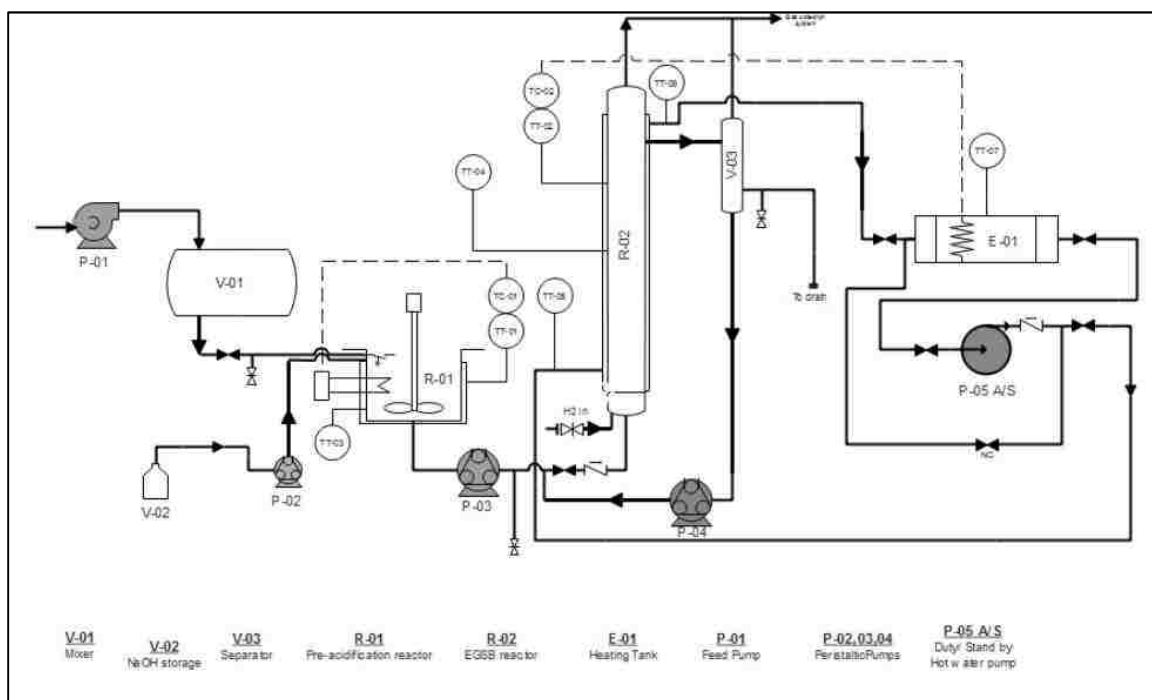 TC-02
TT-02
TT-04
R-02
V-03
TT-07
E-01
P-01
V-01
TC-01
TT-01
R-01
TT-03
To drain
P-05 A/S
H2 in
NC
V-02
P-02
P-03
P-04
V-01
Mixer
V-02
NaOH storage
V-03
Separator
R-01
Pre-acidification reactor
R-02
EGSB reactor
E-01
Heating Tank
P-01
Feed Pump
P-02,03,04
PeristalticPumps
P-05 A/S
Duty/ Stand by
Hot water pump